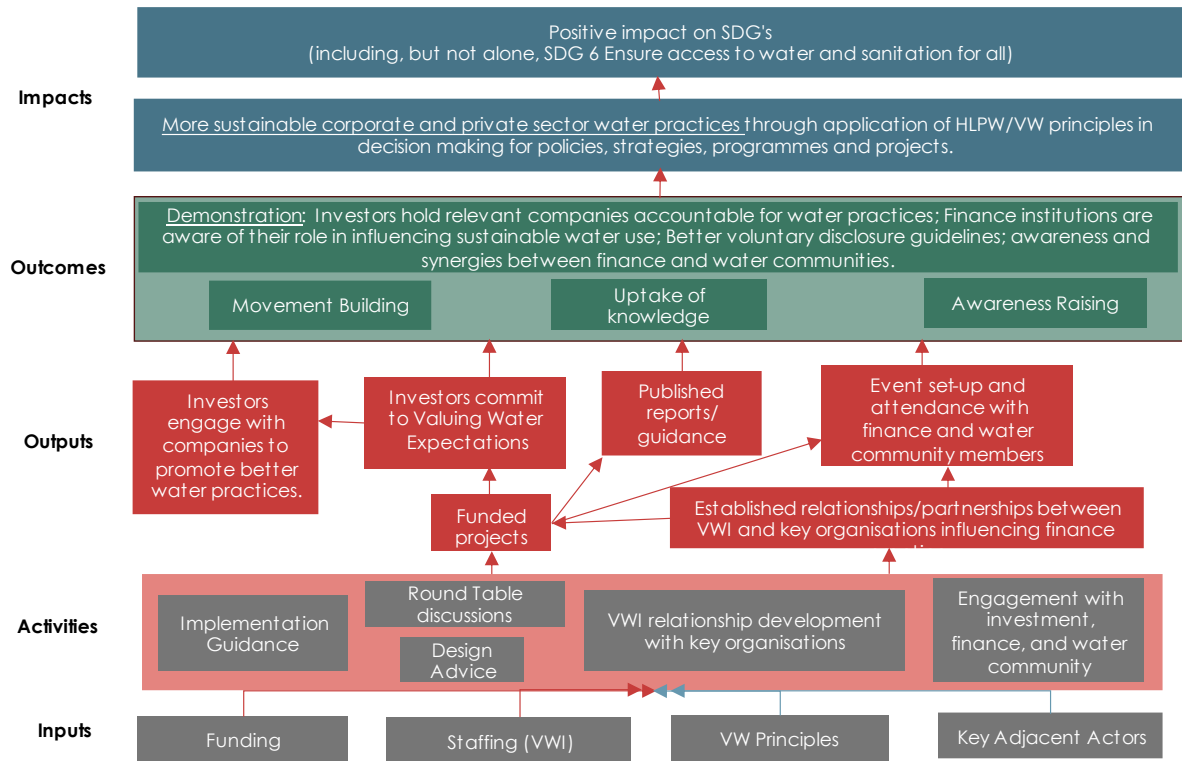 Positive impact on SDG's
(including, but not alone, SDG 6 Ensure access to water and sanitation for all)
Impacts
More sustainable corporate and private sector water practices through application of HLPW/VW principles in
decision making for policies, strategies, programmes and projects.
Demonstration: Investors hold relevant companies accountable for water practices; Finance institutions are
aware of their role in influencing sustainable water use; Better voluntary disclosure guidelines; awareness and
synergies between finance and water communities.
Outcomes
Movement Building
Uptake of
knowledge
Awareness Raising
Outputs
Investors
engage with
companies to
promote better
water practices.
Investors commit
to Valuing Water
Expectations
Published
reports/
guidance
Event set-up and
attendance with
finance and water
community members
Funded
projects
Established relationships/partnerships between
VWI and key organisations influencing finance
Activities
Implementation
Guidance
Round Table
discussions
Design
Advice
VWI relationship development
with key organisations
Engagement with
investment,
finance, and water
community
Inputs
Funding
Staffing (VWI)
VW Principles
Key Adjacent Actors